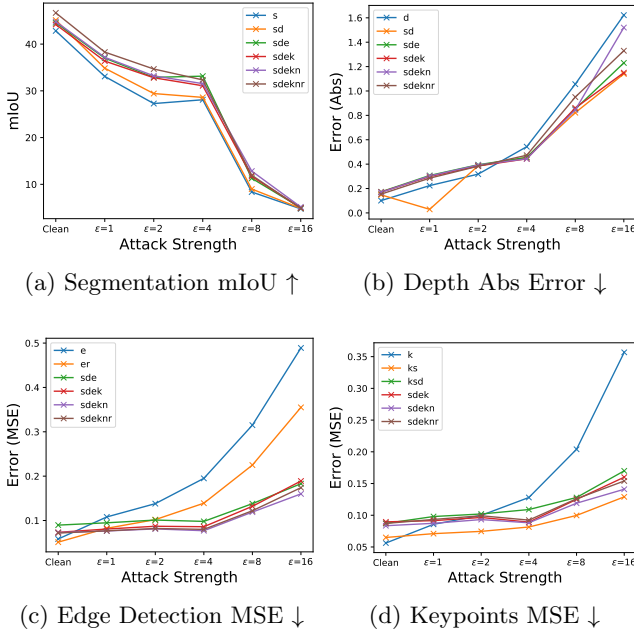 s
sd
sde
sdek
sdekn
sdeknr
mIoU
40
30
20
10
Clean ε=1 ε=2 ε=4 ε=8 ε=16
Attack Strength
(a) Segmentation mIoU ↑
d
sd
sde
sdek
sdekn
sdeknr
Error (Abs)
1.6
1.4
1.2
1.0
0.8
0.6
0.4
0.2
0.0
Clean ε=1 ε=2 ε=4 ε=8 ε=16
Attack Strength
(b) Depth Abs Error ↓
e
er
sde
sdek
sdekn
sdeknr
Error (MSE)
0.5
0.4
0.3
0.2
0.1
Clean ε=1 ε=2 ε=4 ε=8 ε=16
Attack Strength
(c) Edge Detection MSE ↓
k
ks
ksd
sdek
sdekn
sdeknr
Error (MSE)
0.35
0.30
0.25
0.20
0.15
0.10
0.05
Clean ε=1 ε=2 ε=4 ε=8 ε=16
Attack Strength
(d) Keypoints MSE ↓